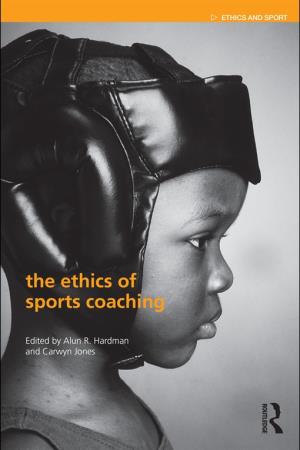 ▷ ETHICS AND SPORT
the ethics of
sports coaching
Edited by Alun R. Hardman
and Carwyn Jones
ROUTLEDGE